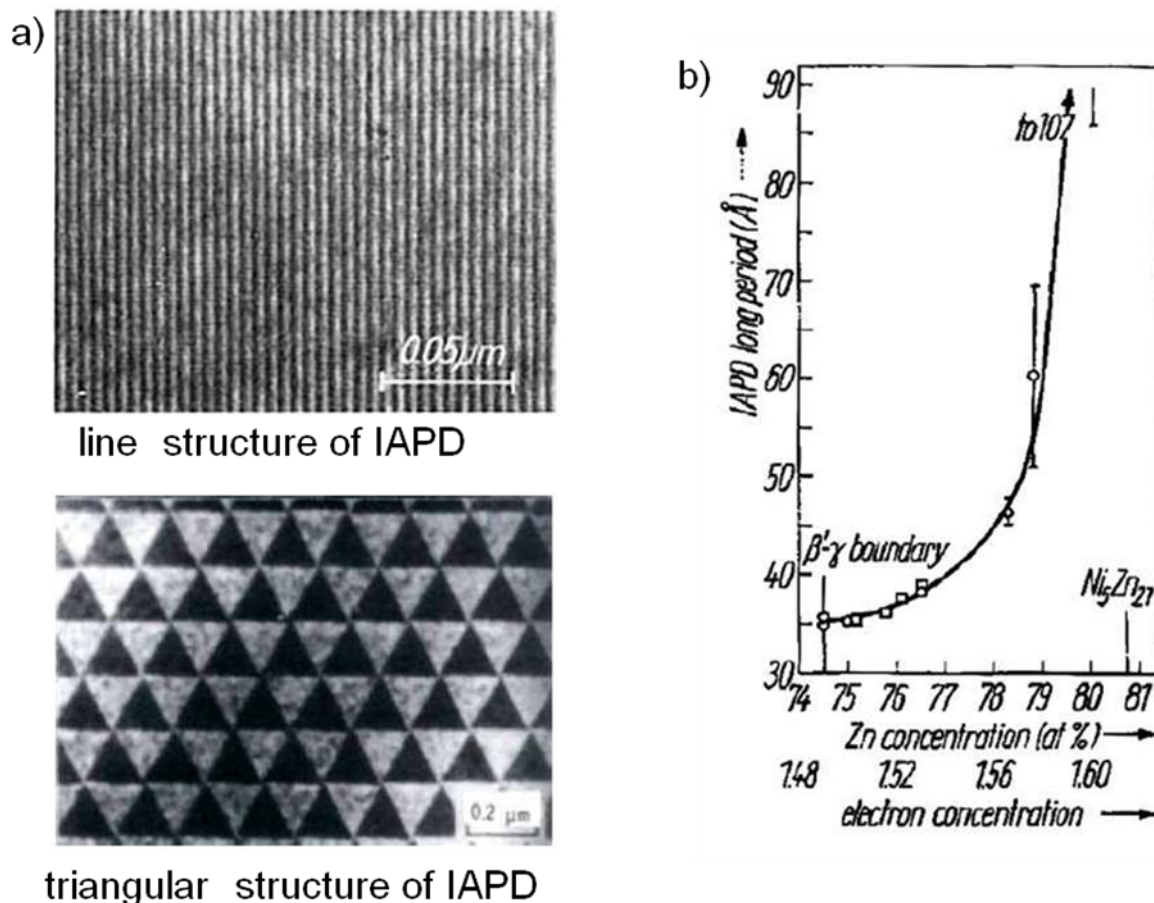 a)
0.05μm
line structure of IAPD
0.2 μm
triangular structure of IAPD
b)
IAPD long period (Å)
90
80
70
60
50
40
30
to 107
β'-γ boundary
Ni5Zn21
74 75 76 77 78 79 80 81
Zn concentration (at %)
1.48 1.52 1.56 1.60
electron concentration